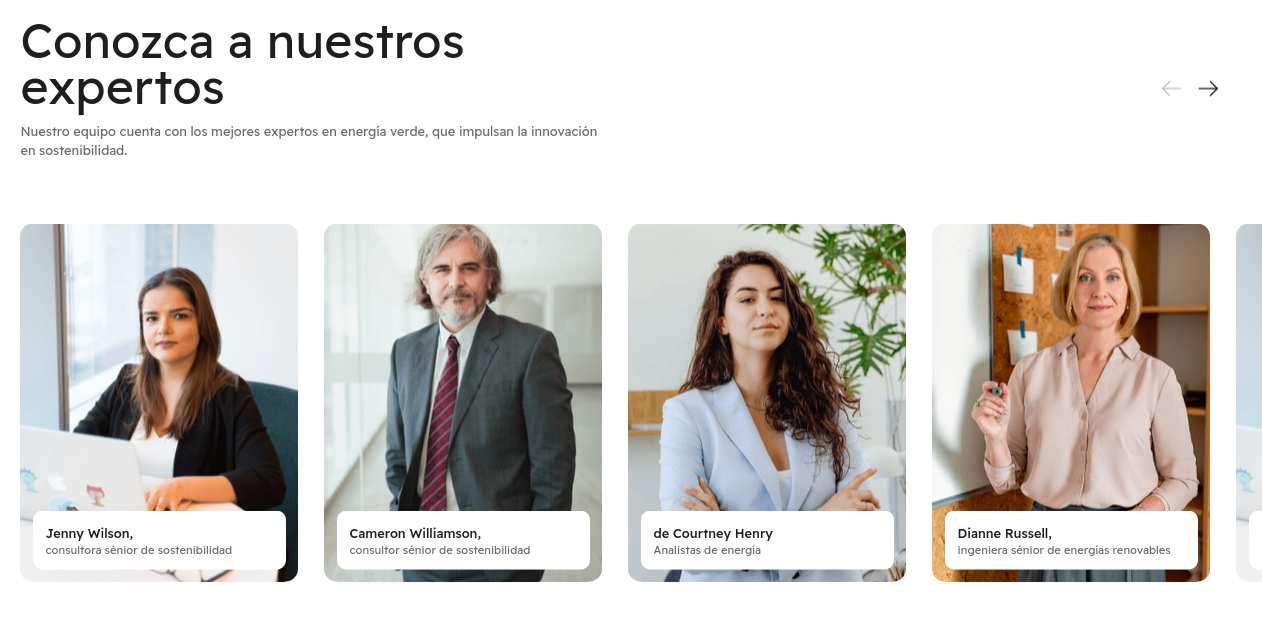 Conozca a nuestros
expertos
Nuestro equipo cuenta con los mejores expertos en energía verde, que impulsan la innovación
en sostenibilidad.
Jenny Wilson,
consultora sénior de sostenibilidad
Cameron Williamson,
consultor sénior de sostenibilidad
de Courtney Henry
Analistas de energía
Dianne Russell,
ingeniera sénior de energías renovables